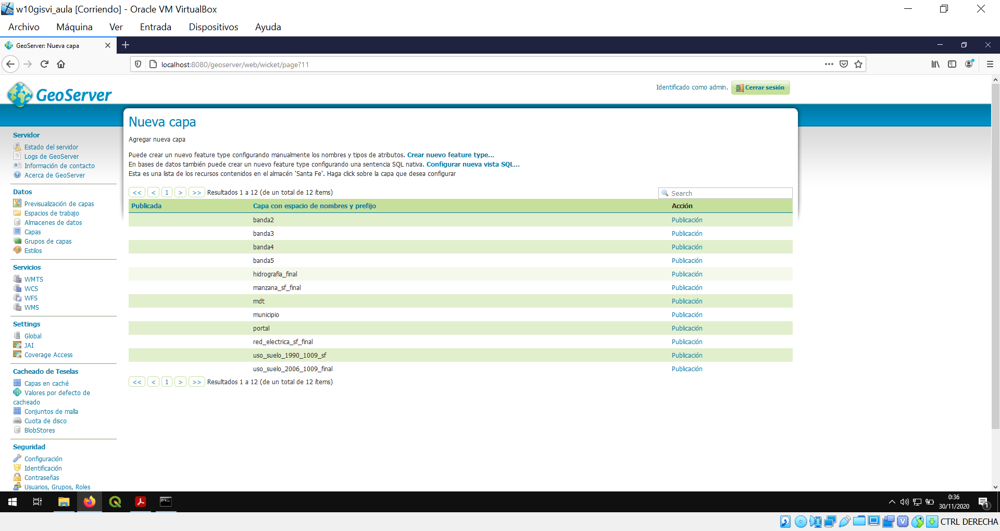 w10gisvi_aula [Corriendo] - Oracle VM VirtualBox
Archivo Máquina Ver Entrada Dispositivos Ayuda
GeoServer: Nueva capa
localhost:8080/geoserver/web/wicket/page?11
GeoServer
Identificado como admin. Cerrar sesión
Servidor
Estado del servidor
Logs de GeoServer
Información de contacto
Acerca de GeoServer
Datos
Previsualización de capas
Espacios de trabajo
Almacenes de datos
Capas
Grupos de capas
Estilos
Servicios
WMTS
WCS
WFS
WMS
Settings
Global
JAI
Coverage Access
Cacheado de Teselas
Capas en caché
Valores por defecto de
cacheado
Conjuntos de malla
Cuota de disco
BlobStores
Seguridad
Configuración
Identificación
Contraseñas
Usuarios, Grupos, Roles
Nueva capa
Agregar nueva capa
Puede crear un nuevo feature type configurando manualmente los nombres y tipos de atributos. Crear nuevo feature type...
En bases de datos también puede crear un nuevo feature type configurando una sentencia SQL nativa. Configurar nueva vista SQL...
Esta es una lista de los recursos contenidos en el almacén 'Santa Fe'. Haga click sobre la capa que desea configurar
<< < 1 > >> Resultados 1 a 12 (de un total de 12 ítems) Search
Publicada Capa con espacio de nombres y prefijo Acción
banda2 Publicación
banda3 Publicación
banda4 Publicación
banda5 Publicación
hidrografia_final Publicación
manzana_sf_final Publicación
mdt Publicación
municipio Publicación
portal Publicación
red_electrica_sf_final Publicación
uso_suelo_1990_1009_sf Publicación
uso_suelo_2006_1009_final Publicación
<< < 1 > >> Resultados 1 a 12 (de un total de 12 ítems)
0:36
30/11/2020
1
CTRL DERECHA